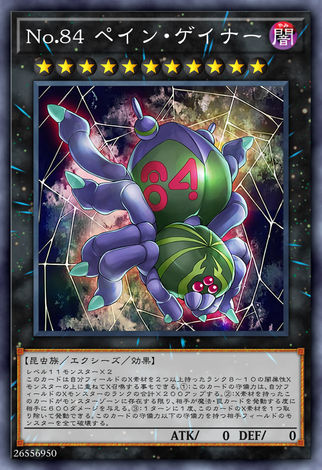 No.84 ペイン・ゲイナー
闇
やみ
84
【昆虫族／エクシーズ／効果】
レベル11モンスター×2
このカードは自分フィールドのX素材を2つ以上持ったランク8～10の闇属性X
モンスターの上に重ねてX召喚する事もできる。①：このカードの守備力は、自分フィ
ールドのXモンスターのランクの合計×200アップする。②：X素材を持ったこ
のカードがモンスターゾーンに存在する限り、相手が魔法・罠カードを発動する度に
相手に600ダメージを与える。③：1ターンに1度、このカードのX素材を1つ取
り除いて発動できる。このカードの守備力以下の守備力を持つ相手フィールドのモン
スターを全て破壊する。
ATK/ 0 DEF/ 0
26556950